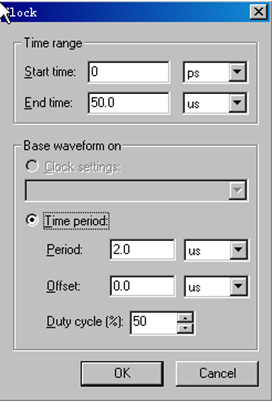 Clock
Time range
Start time: 0 ps
End time: 50.0 us
Base waveform on
Clock settings:
Time period:
Period: 2.0 us
Offset: 0.0 us
Duty cycle (%): 50
OK Cancel